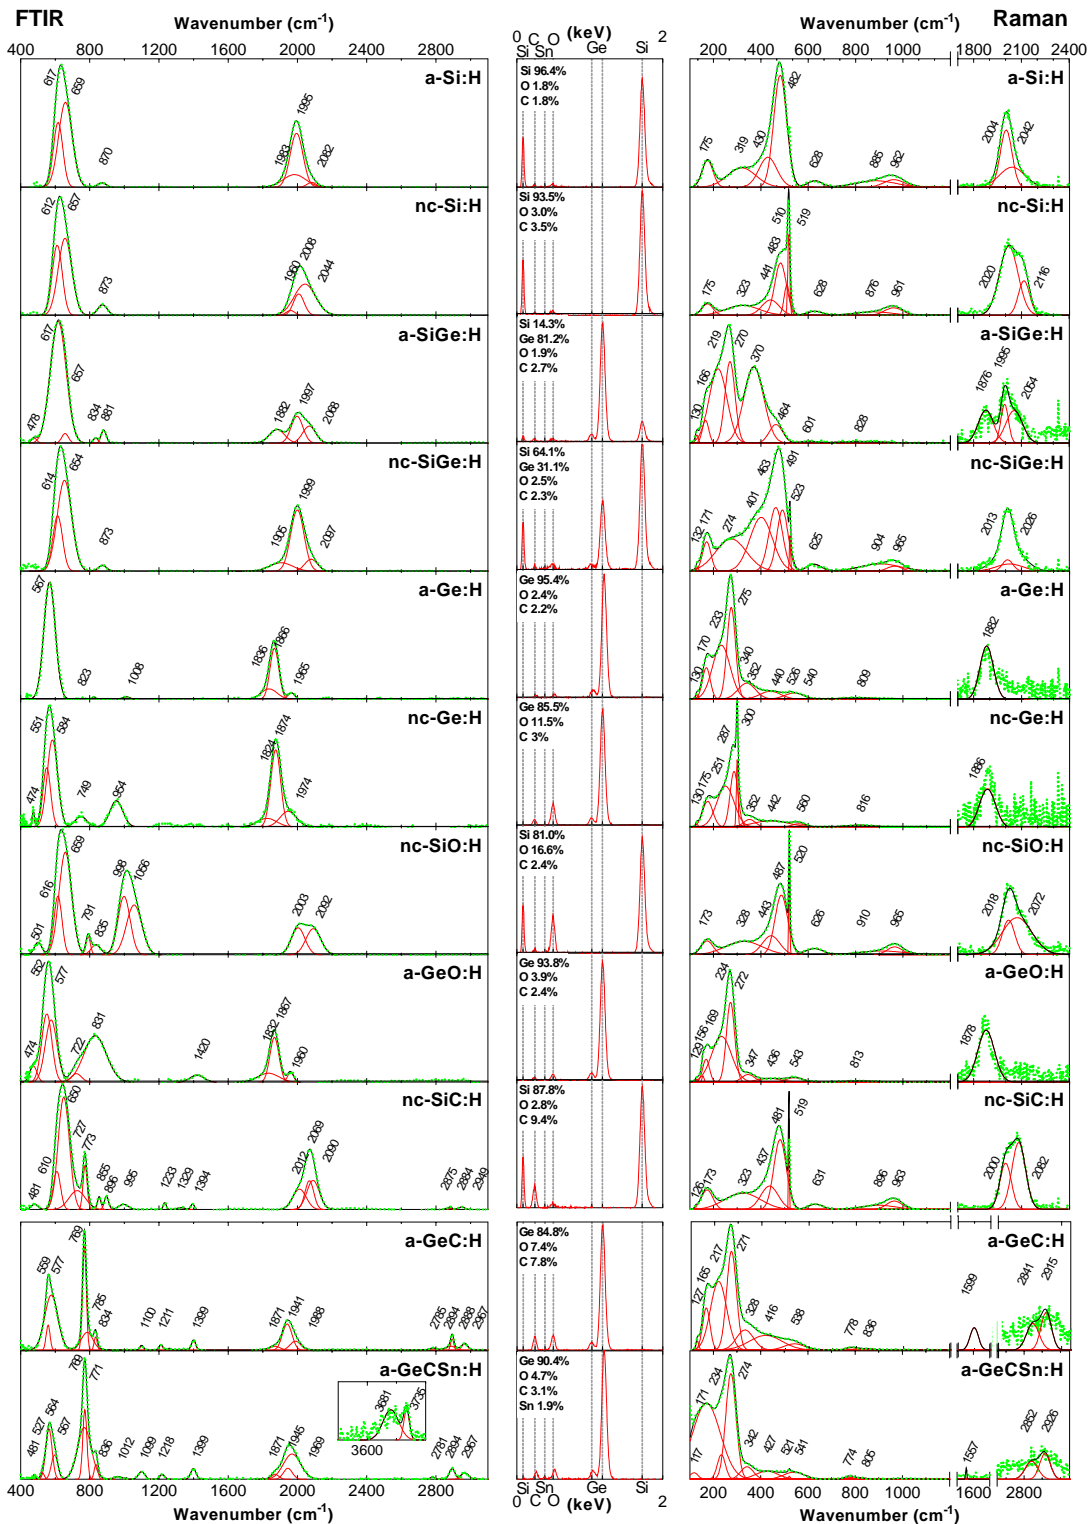 FTIR
Wavenumber (cm-1)
400 800 1200 1600 2000 2400 2800
0 (keV) 2
Si C Sn O Ge Si
Raman
Wavenumber (cm-1)
200 400 600 800 1000 1800 2100 2400
a-Si:H
617 659 870 1983 1995 2082
Si 96.4%
O 1.8%
C 1.8%
a-Si:H
175 319 430 482 628 885 962 2004 2042
nc-Si:H
612 657 873 1960 2008 2044
Si 93.5%
O 3.0%
C 3.5%
nc-Si:H
175 323 441 483 510 519 628 876 961 2020 2116
a-SiGe:H
478 617 657 834 881 1882 1997 2068
Si 14.3%
Ge 81.2%
O 1.9%
C 2.7%
a-SiGe:H
130 166 219 270 370 464 601 828 1876 1995 2054
nc-SiGe:H
614 654 873 1905 1999 2097
Si 64.1%
Ge 31.1%
O 2.5%
C 2.3%
nc-SiGe:H
132 171 274 401 463 491 523 625 904 965 2013 2026
a-Ge:H
567 823 1008 1836 1866 1965
Ge 95.4%
O 2.4%
C 2.2%
a-Ge:H
130 170 233 275 340 352 440 526 540 809 1882
nc-Ge:H
474 551 584 749 954 1824 1874 1974
Ge 85.5%
O 11.5%
C 3%
nc-Ge:H
130 175 251 287 300 352 442 560 816 1886
nc-SiO:H
501 616 659 791 835 998 1056 2003 2092
Si 81.0%
O 16.6%
C 2.4%
nc-SiO:H
173 328 443 487 520 626 910 965 2018 2072
a-GeO:H
474 552 577 722 831 1420 1832 1867 1960
Ge 93.8%
O 3.9%
C 2.4%
a-GeO:H
129 156 169 234 272 347 436 543 813 1878
nc-SiC:H
481 610 650 727 773 855 896 995 1233 1329 1394 2012 2069 2090 2875 2884 2949
Si 87.8%
O 2.8%
C 9.4%
nc-SiC:H
126 173 323 437 481 519 631 896 963 2000 2082
a-GeC:H
559 577 769 785 834 1100 1211 1399 1871 1941 1988 2785 2894 2888 2967
Ge 84.8%
O 7.4%
C 7.8%
a-GeC:H
127 165 217 271 328 416 538 778 836 1599 2841 2915
a-GeCSn:H
481 527 564 567 769 771 836 1012 1099 1218 1399 1871 1945 1969 2781 2894 2967
3681 3735
3600
Ge 90.4%
O 4.7%
C 3.1%
Sn 1.9%
a-GeCSn:H
117 171 234 274 342 427 521 541 774 805 1557 2852 2926
400 800 1200 1600 2000 2400 2800
Wavenumber (cm-1)
Si C Sn O Ge Si
0 (keV) 2
200 400 600 800 1000 1600 2800
Wavenumber (cm-1)